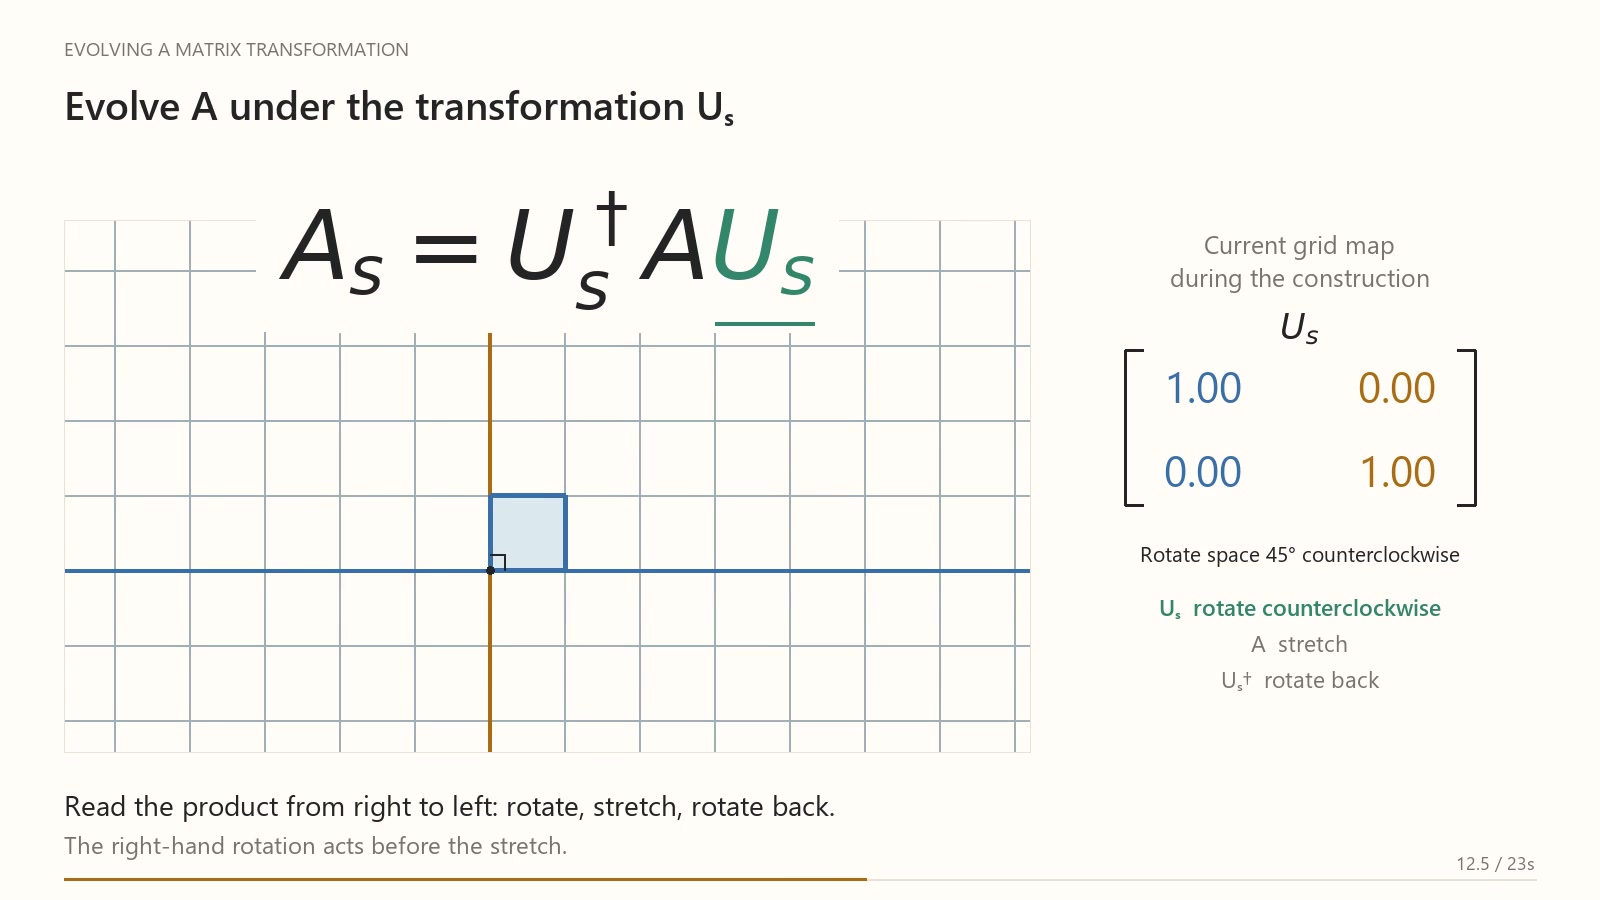 EVOLVING A MATRIX TRANSFORMATION
Evolve A under the transformation Uₛ
Aₛ = Uₛ† A Uₛ
Current grid map
during the construction
Uₛ
1.00 0.00
0.00 1.00
Rotate space 45° counterclockwise
Uₛ rotate counterclockwise
A stretch
Uₛ† rotate back
Read the product from right to left: rotate, stretch, rotate back.
The right-hand rotation acts before the stretch.
12.5 / 23s